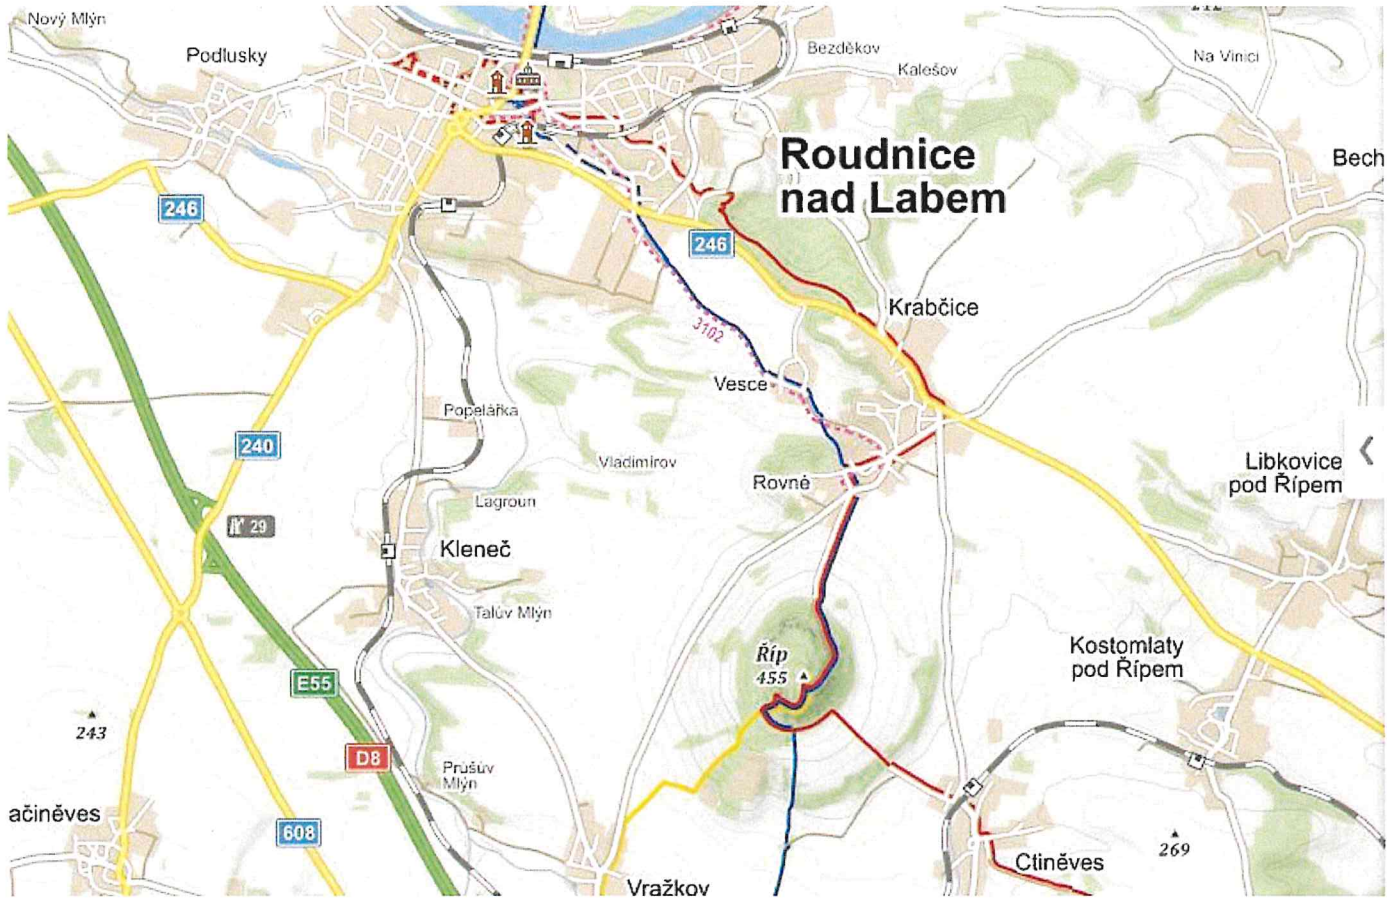 Nový Mlýn
Podlusky
Bezděkov
Kalešov
Na Vinici
Roudnice
nad Labem
Bech
246
246
3102
Krabčice
Vesce
Popelářka
240
Vladimírov
Rovné
Libkovice
pod Řípem
Lagroun
29
Kleneč
Talův Mlýn
Říp
455
Kostomlaty
pod Řípem
E55
243
D8
Průšův
Mlýn
ačiněves
608
269
Ctiněves
Vražkov